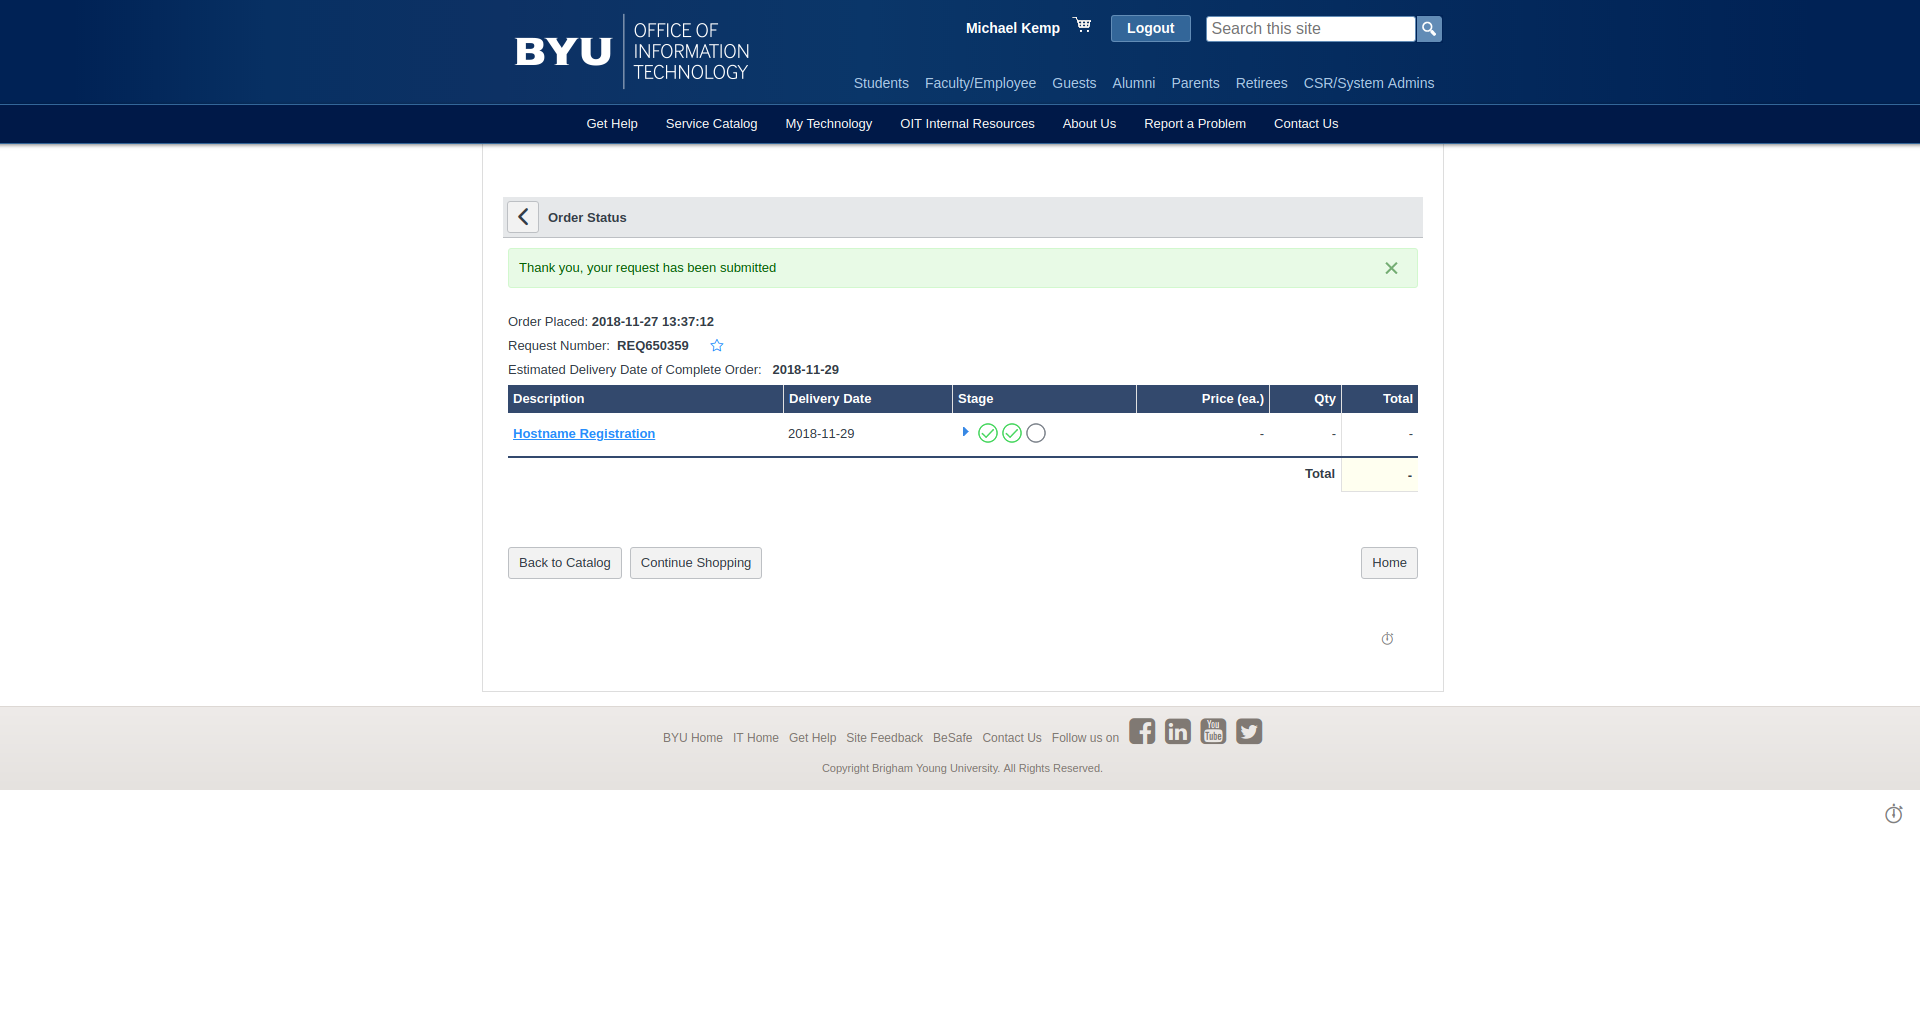 BYU
OFFICE OF
INFORMATION
TECHNOLOGY
Michael Kemp
Logout
Search this site
Students Faculty/Employee Guests Alumni Parents Retirees CSR/System Admins
Get Help Service Catalog My Technology OIT Internal Resources About Us Report a Problem Contact Us
Order Status
Thank you, your request has been submitted
Order Placed: 2018-11-27 13:37:12
Request Number: REQ650359
Estimated Delivery Date of Complete Order: 2018-11-29
Description Delivery Date Stage Price (ea.) Qty Total
Hostname Registration 2018-11-29 - - -
Total -
Back to Catalog Continue Shopping Home
BYU Home IT Home Get Help Site Feedback BeSafe Contact Us Follow us on
You
Tube
Copyright Brigham Young University. All Rights Reserved.